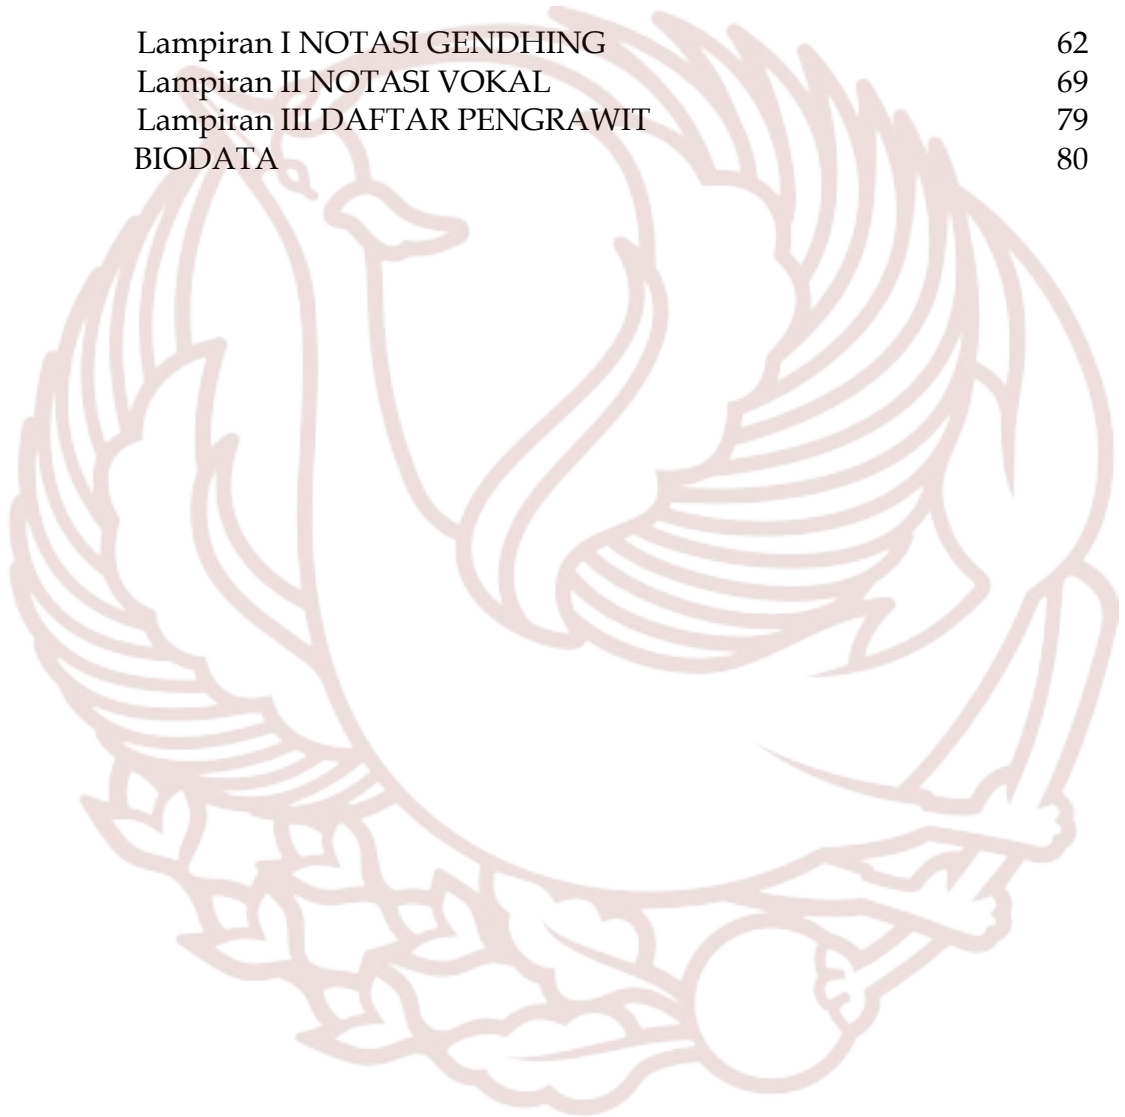 Lampiran I NOTASI GENDHING 62
Lampiran II NOTASI VOKAL 69
Lampiran III DAFTAR PENGRAWIT 79
BIODATA 80